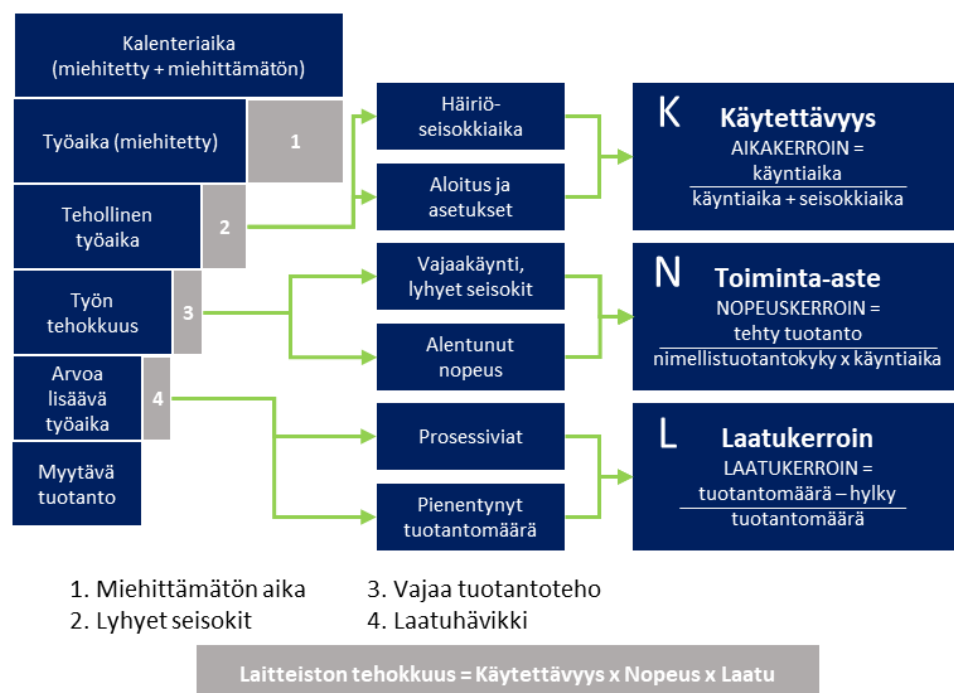 Kalenteriaika
(miehitetty + miehittämätön)
Työaika (miehitetty)
1
Tehollinen
työaika
2
Työn
tehokkuus
3
Arvoa
lisäävä
työaika
4
Myytävä
tuotanto
Häiriö-
seisokkiaika
Aloitus ja
asetukset
Vajaakäynti,
lyhyet seisokit
Alentunut
nopeus
Prosessiviat
Pienentynyt
tuotantomäärä
K Käytettävyys
AIKAKERROIN =
käyntiaika
käyntiaika + seisokkiaika
N Toiminta-aste
NOPEUSKERROIN =
tehty tuotanto
nimellistuotantokyky x käyntiaika
L Laatukerroin
LAATUKERROIN =
tuotantomäärä – hylky
tuotantomäärä
1. Miehittämätön aika
2. Lyhyet seisokit
3. Vajaa tuotantoteho
4. Laatuhävikki
Laitteiston tehokkuus = Käytettävyys x Nopeus x Laatu